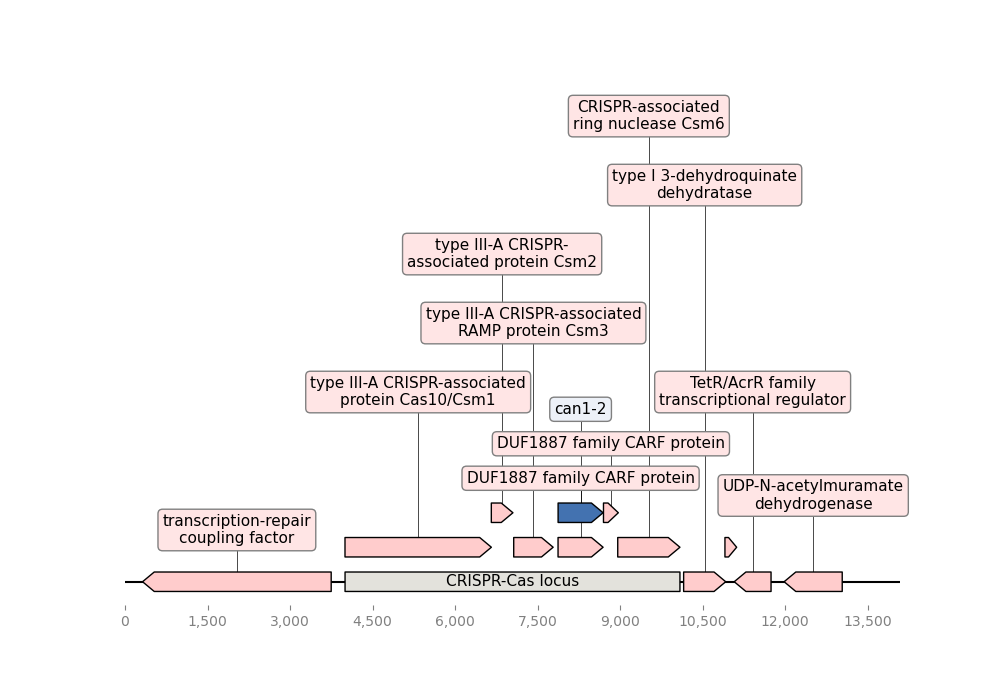 CRISPR-associated
ring nuclease Csm6
type I 3-dehydroquinate
dehydratase
type III-A CRISPR-
associated protein Csm2
type III-A CRISPR-associated
RAMP protein Csm3
type III-A CRISPR-associated
protein Cas10/Csm1
TetR/AcrR family
transcriptional regulator
can1-2
DUF1887 family CARF protein
DUF1887 family CARF protein
UDP-N-acetylmuramate
dehydrogenase
transcription-repair
coupling factor
CRISPR-Cas locus
0 1,500 3,000 4,500 6,000 7,500 9,000 10,500 12,000 13,500